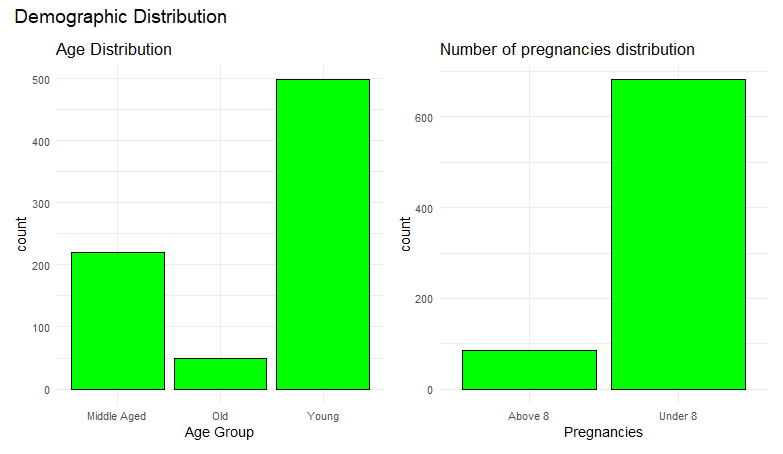 Demographic Distribution
Age Distribution
500
400
300
200
100
0
count
Middle Aged Old Young
Age Group
Number of pregnancies distribution
600
400
200
0
count
Above 8 Under 8
Pregnancies